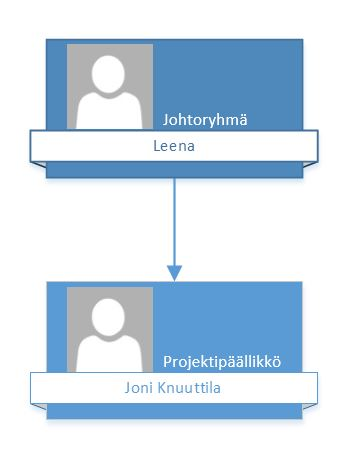 Johtoryhmä
Leena
Projektipäällikkö
Joni Knuuttila